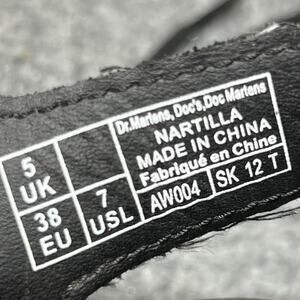 Dr.Martens, Doc's, Doc Martens
NARTILLA
MADE IN CHINA
Fabriqué en Chine
5
UK
38
EU
7
USL
AW004
SK 12 T